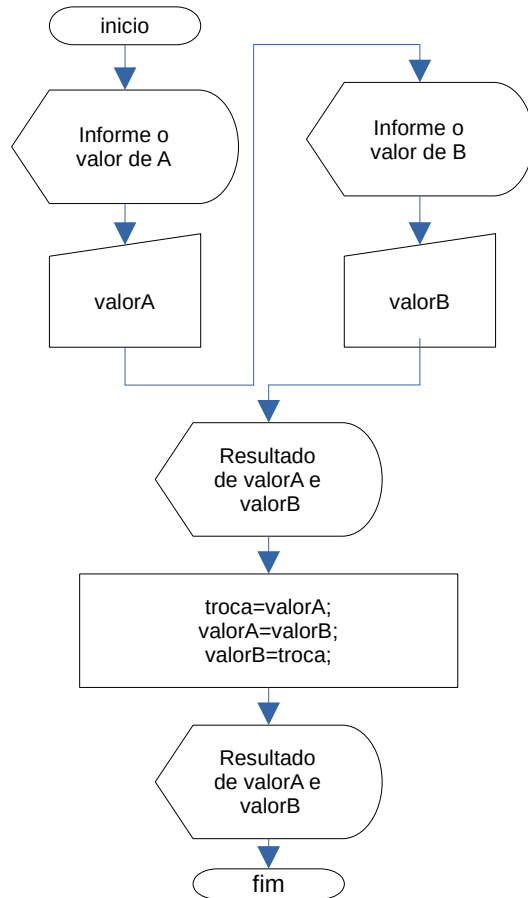 inicio
Informe o
valor de A
valorA
Informe o
valor de B
valorB
Resultado
de valorA e
valorB
troca=valorA;
valorA=valorB;
valorB=troca;
Resultado
de valorA e
valorB
fim